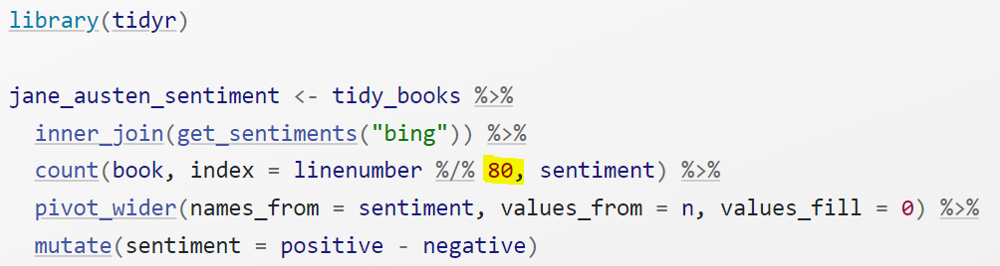 library(tidyr)
jane_austen_sentiment <- tidy_books %>%
inner_join(get_sentiments("bing")) %>%
count(book, index = linenumber %/% 80, sentiment) %>%
pivot_wider(names_from = sentiment, values_from = n, values_fill = 0) %>%
mutate(sentiment = positive - negative)